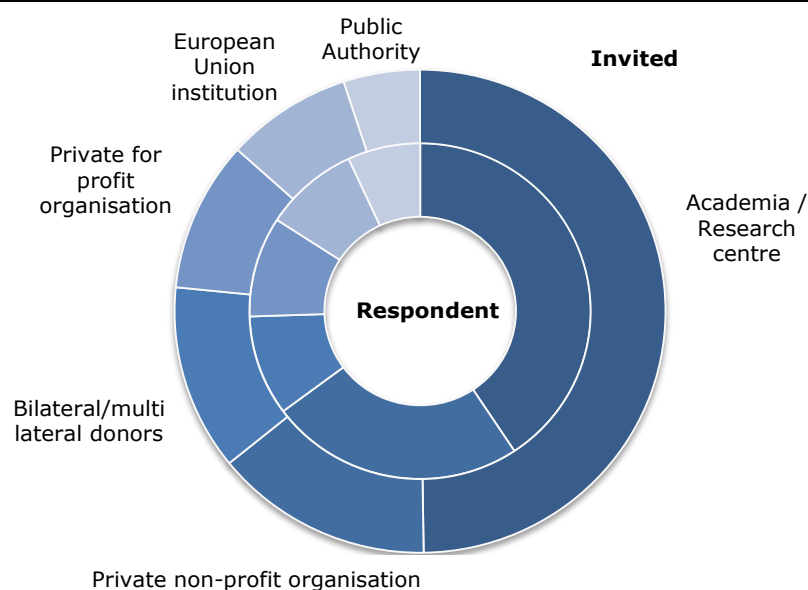 Public
Authority
European
Union
institution
Invited
Private for
profit
organisation
Academia /
Research
centre
Respondent
Bilateral/multi
lateral donors
Private non-profit organisation